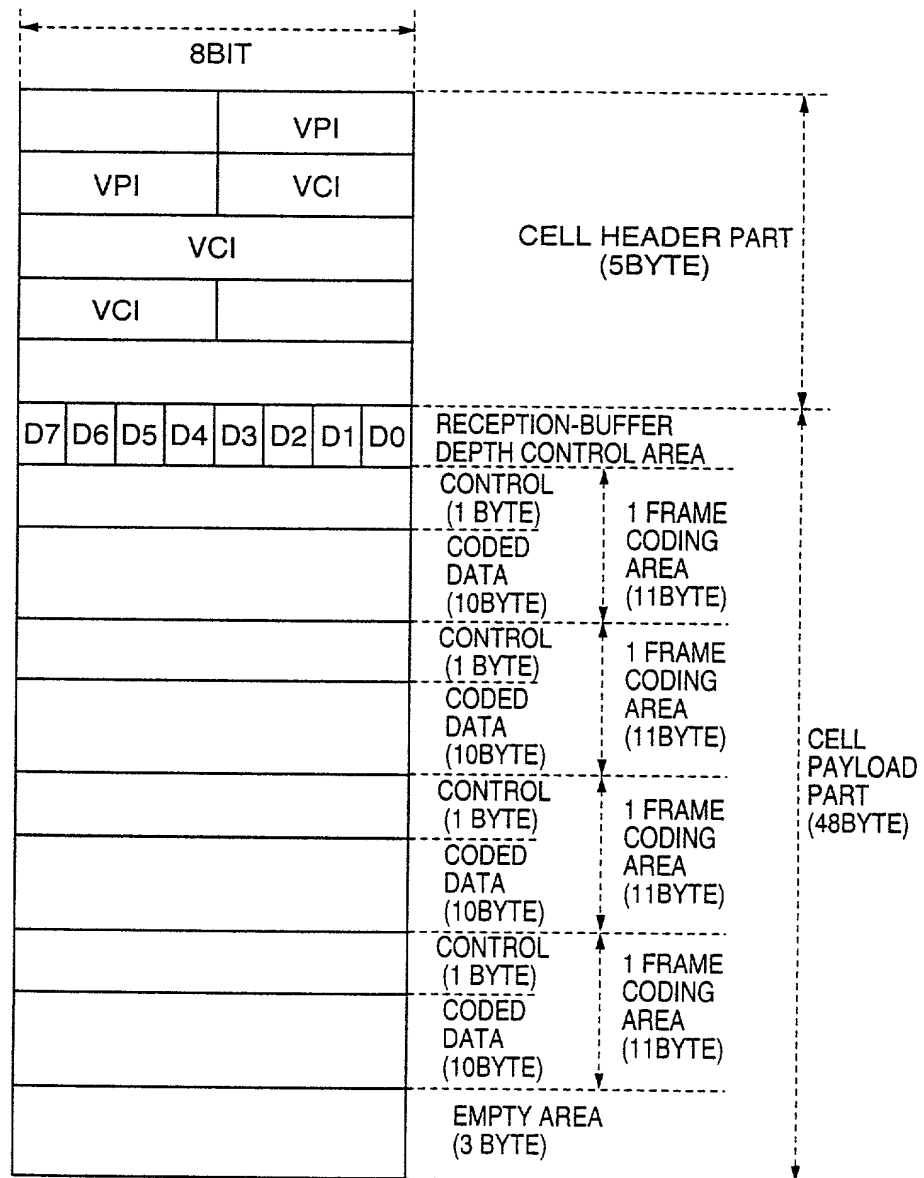 8BIT
VPI
VPI VCI
VCI
CELL HEADER PART
(5BYTE)
VCI
D7 D6 D5 D4 D3 D2 D1 D0
RECEPTION-BUFFER
DEPTH CONTROL AREA
CONTROL
(1 BYTE)
CODED
DATA
(10BYTE)
1 FRAME
CODING
AREA
(11BYTE)
CONTROL
(1 BYTE)
CODED
DATA
(10BYTE)
1 FRAME
CODING
AREA
(11BYTE)
CELL
PAYLOAD
PART
(48BYTE)
CONTROL
(1 BYTE)
CODED
DATA
(10BYTE)
1 FRAME
CODING
AREA
(11BYTE)
CONTROL
(1 BYTE)
CODED
DATA
(10BYTE)
1 FRAME
CODING
AREA
(11BYTE)
EMPTY AREA
(3 BYTE)